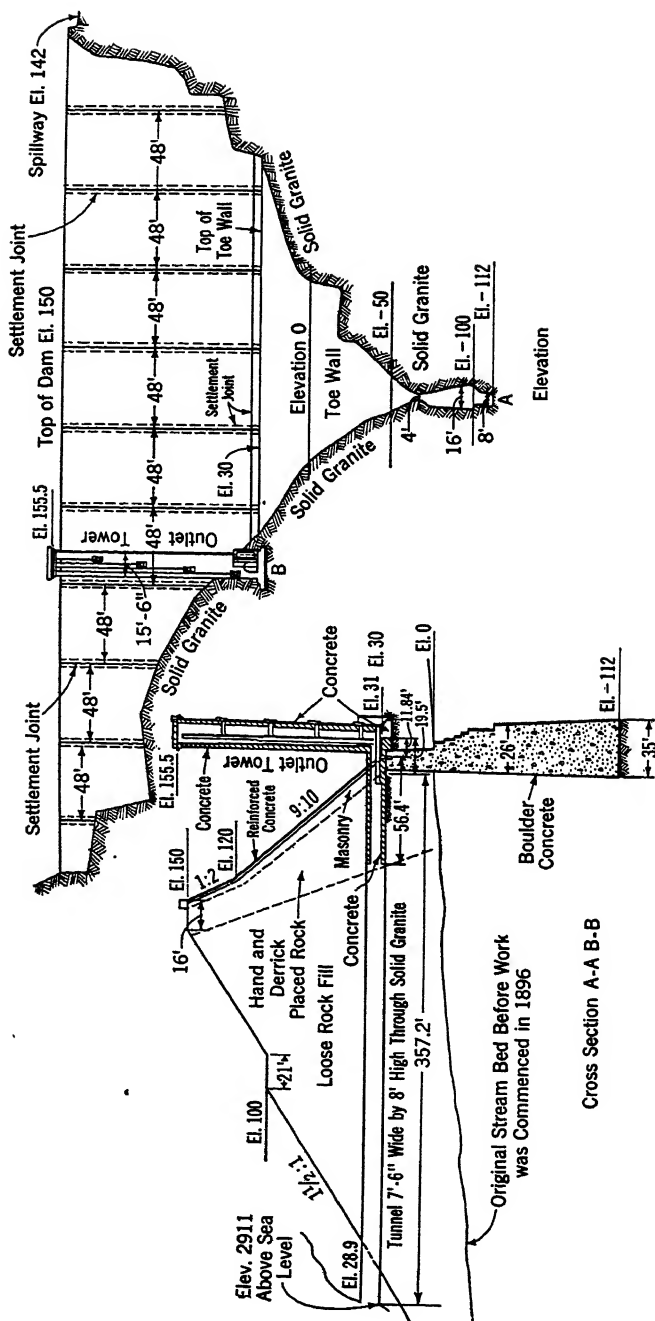 Spillway El. 142
Settlement Joint
Top of Dam El. 150
El. 155.5
Settlement Joint
48'
48'
48'
15'-6"
Outlet
Tower
48'
48'
48'
48'
48'
48'
Settlement
Joint
Top of
Toe Wall
El. 30
B
Solid Granite
Solid Granite
Solid Granite
Elevation 0
Toe Wall
El. -50
Solid Granite
4'
16'
El. -100
8'
El. -112
A
Elevation
El. 155.5
Concrete
Outlet Tower
Concrete
El. 150
1:2
El. 120
Reinforced
Concrete
9:10
16'
Hand and
Derrick
Placed Rock
Masonry
Loose Rock Fill
Concrete
El. 100
21'
1½:1
El. 31
El. 30
11.84'
19.5'
56.4'
El. 0
Elev. 2911
Above Sea
Level
El. 28.9
Tunnel 7'-6" Wide by 8' High Through Solid Granite
357.2'
26'
El. -112
35'
Boulder
Concrete
Original Stream Bed Before Work
was Commenced in 1896
Cross Section A-A B-B